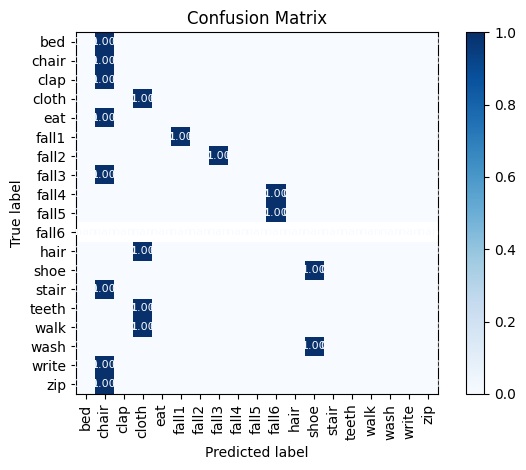 Confusion Matrix
True label
bed 1.00
chair 1.00
clap 1.00
cloth 1.00
eat 1.00
fall1 1.00
fall2 1.00
fall3 1.00
fall4 1.00
fall5 1.00
fall6
hair 1.00
shoe 1.00
stair 1.00
teeth 1.00
walk 1.00
wash 1.00
write 1.00
zip 1.00
bed chair clap cloth eat fall1 fall2 fall3 fall4 fall5 fall6 hair shoe stair teeth walk wash write zip
Predicted label
1.0
0.8
0.6
0.4
0.2
0.0